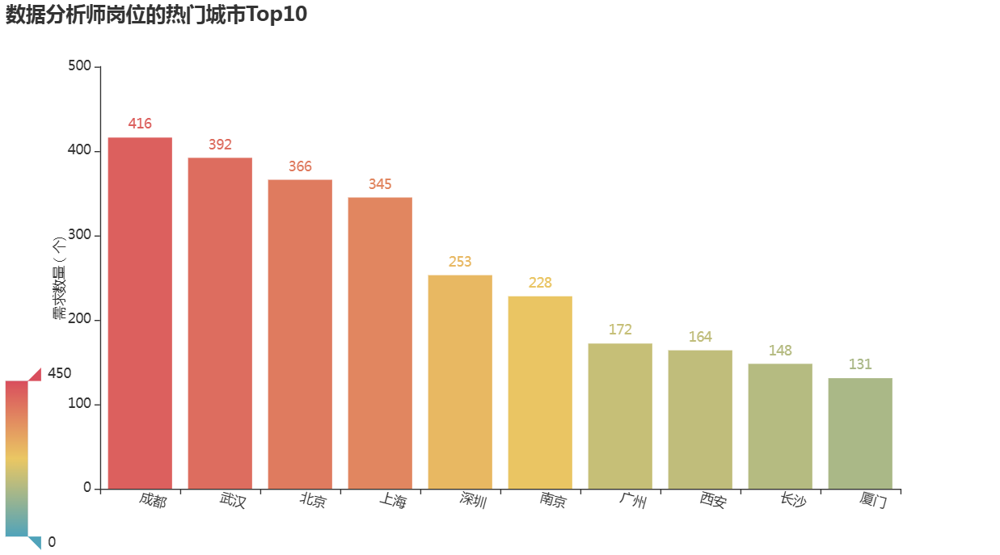 数据分析师岗位的热门城市Top10
500
400
300
200
100
0
需求数量（个）
416
392
366
345
253
228
172
164
148
131
成都
武汉
北京
上海
深圳
南京
广州
西安
长沙
厦门
450
0